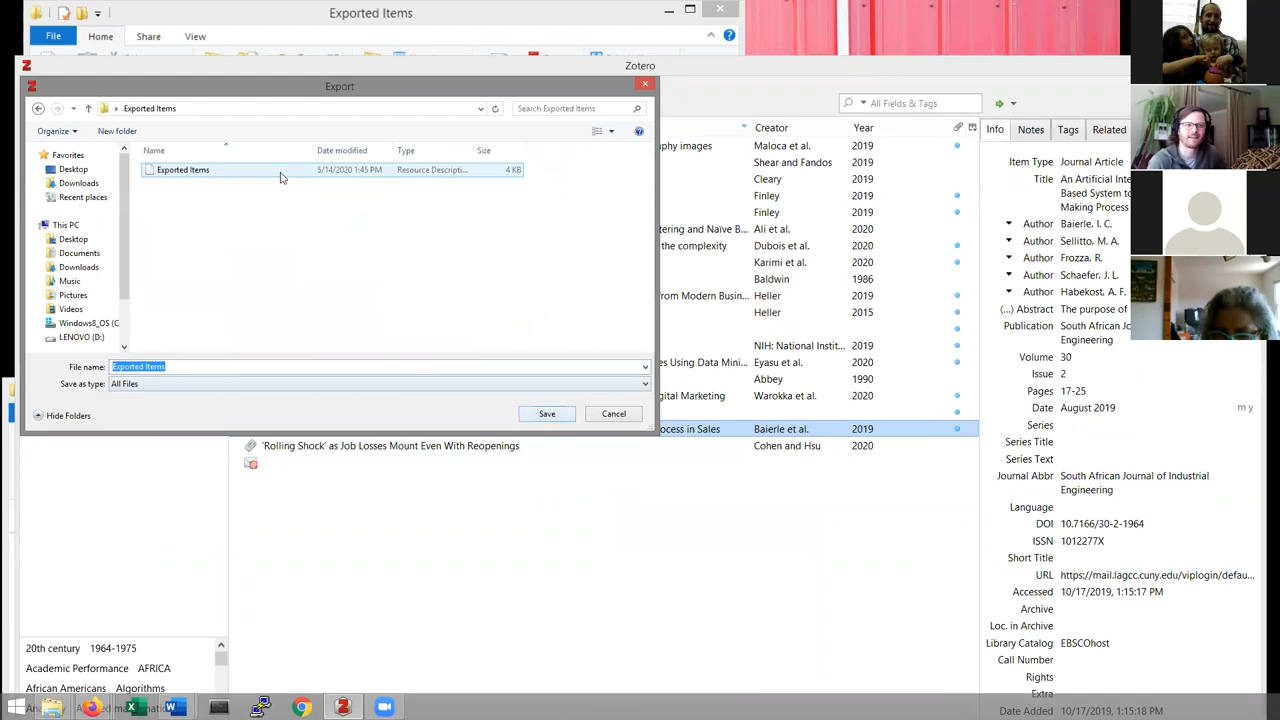 Exported Items
File
Home
Share
View
Zotero
Export
Exported Items
Search Exported Items
Organize
New folder
Name
Date modified
Type
Size
Favorites
Desktop
Downloads
Recent places
This PC
Desktop
Documents
Downloads
Music
Pictures
Videos
Windows8_OS (C
LENOVO (D:)
Exported Items
5/14/2020 1:45 PM
Resource Descripti...
4 KB
File name:
Exported Items
Save as type:
All Files
Hide Folders
Save
Cancel
All Fields & Tags
Creator
Year
phy images
Maloca et al.
2019
Shear and Fandos
2019
Cleary
2019
Finley
2019
Finley
2019
tering and Naïve B...
Ali et al.
2020
the complexity
Dubois et al.
2020
Karimi et al.
2020
Baldwin
1986
from Modern Busin...
Heller
2019
Heller
2015
NIH: National Instit...
2019
es Using Data Mini...
Eyasu et al.
2020
Abbey
1990
igital Marketing
Warokka et al.
2020
ocess in Sales
Baierle et al.
2019
'Rolling Shock' as Job Losses Mount Even With Reopenings
Cohen and Hsu
2020
Info
Notes
Tags
Related
Item Type
Journal Article
Title
An Artificial Inte
Based System to
Making Process
Author
Baierle, I. C.
Author
Sellitto, M. A.
Author
Frozza, R.
Author
Schaefer, J. L.
Author
Habekost, A. F.
(...) Abstract
The purpose of
Publication
South African Jo
Engineering
Volume
30
Issue
2
Pages
17-25
Date
August 2019
m y
Series
Series Title
Series Text
Journal Abbr
South African Journal of Industrial
Engineering
Language
DOI
10.7166/30-2-1964
ISSN
1012277X
Short Title
URL
https://mail.lagcc.cuny.edu/viplogin/defau...
Accessed
10/17/2019, 1:15:17 PM
Archive
Loc. in Archive
Library Catalog
EBSCOhost
Call Number
Rights
Extra
Date Added
10/17/2019, 1:15:18 PM
20th century
1964-1975
Academic Performance
AFRICA
African Americans
Algorithms